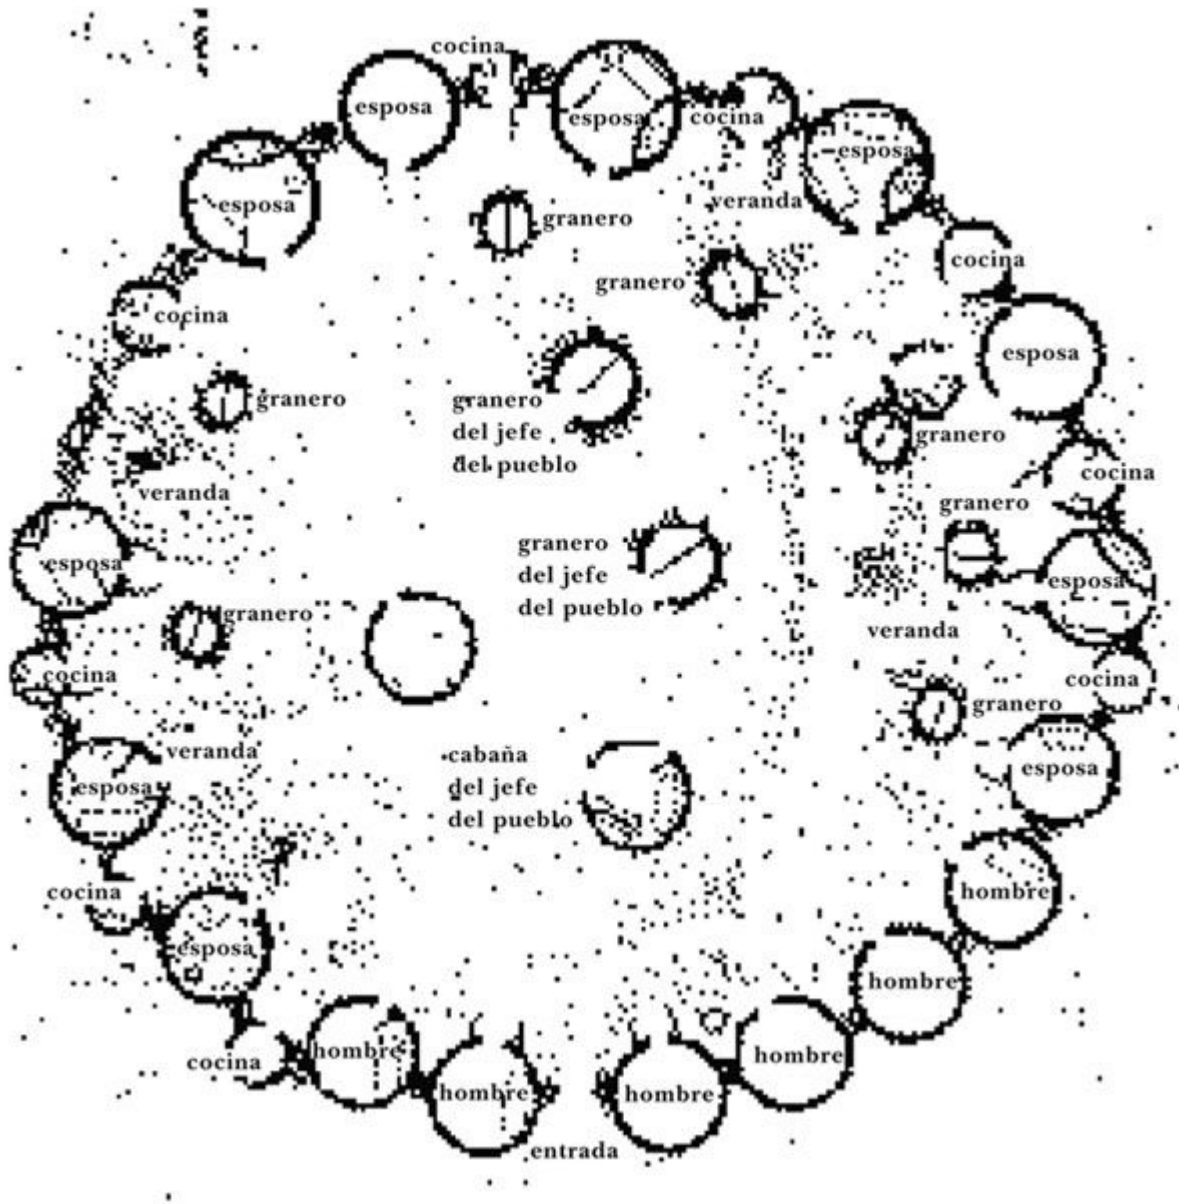 cocina
esposa
esposa
cocina
esposa
esposa
veranda
granero
cocina
granero
cocina
esposa
granero
granero
del jefe
del pueblo
granero
cocina
veranda
granero
granero
del jefe
del pueblo
esposa
esposa
granero
veranda
cocina
cocina
granero
veranda
cabaña
del jefe
del pueblo
esposa
esposa
cocina
hombre
esposa
hombre
cocina
hombre
hombre
hombre
hombre
entrada